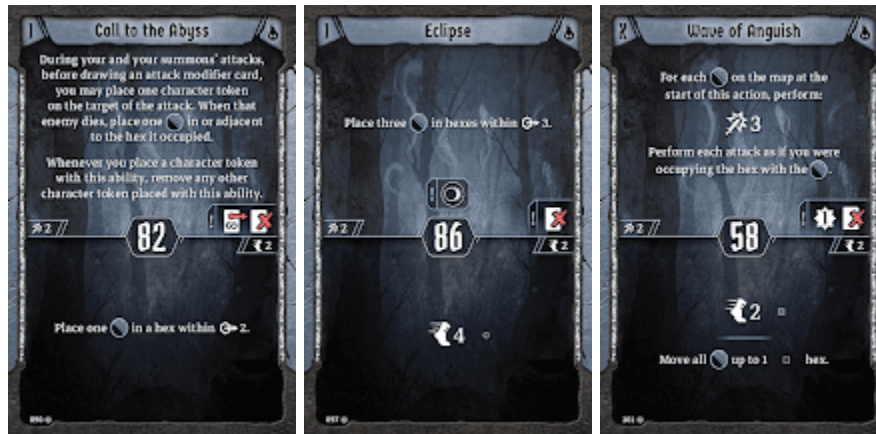 I
Call to the Abyss
During your and your summons' attacks,
before drawing an attack modifier card,
you may place one character token
on the target of the attack. When that
enemy dies, place one in or adjacent
to the hex it occupied.
Whenever you place a character token
with this ability, remove any other
character token placed with this ability.
2
82
2
Place one in a hex within 2.
I
Eclipse
Place three in hexes within 3.
2
86
2
4
X
Wave of Anguish
For each on the map at the
start of this action, perform:
3
Perform each attack as if you were
occupying the hex with the .
2
58
2
2
Move all up to 1 hex.